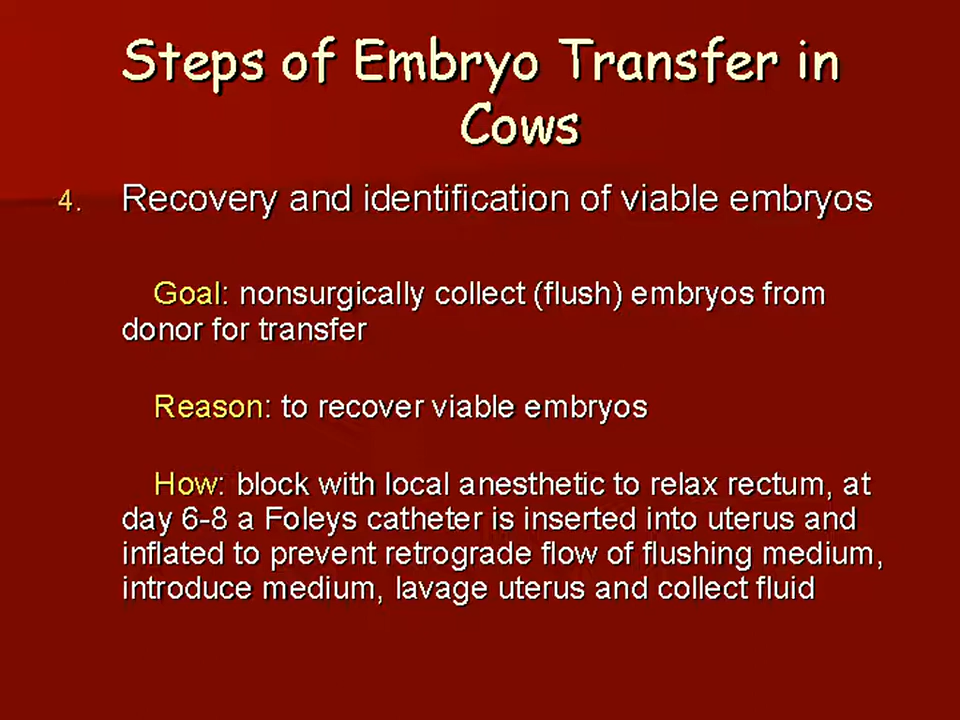 Steps of Embryo Transfer in
Cows
4. Recovery and identification of viable embryos
Goal: nonsurgically collect (flush) embryos from
donor for transfer
Reason: to recover viable embryos
How: block with local anesthetic to relax rectum, at
day 6-8 a Foleys catheter is inserted into uterus and
inflated to prevent retrograde flow of flushing medium,
introduce medium, lavage uterus and collect fluid